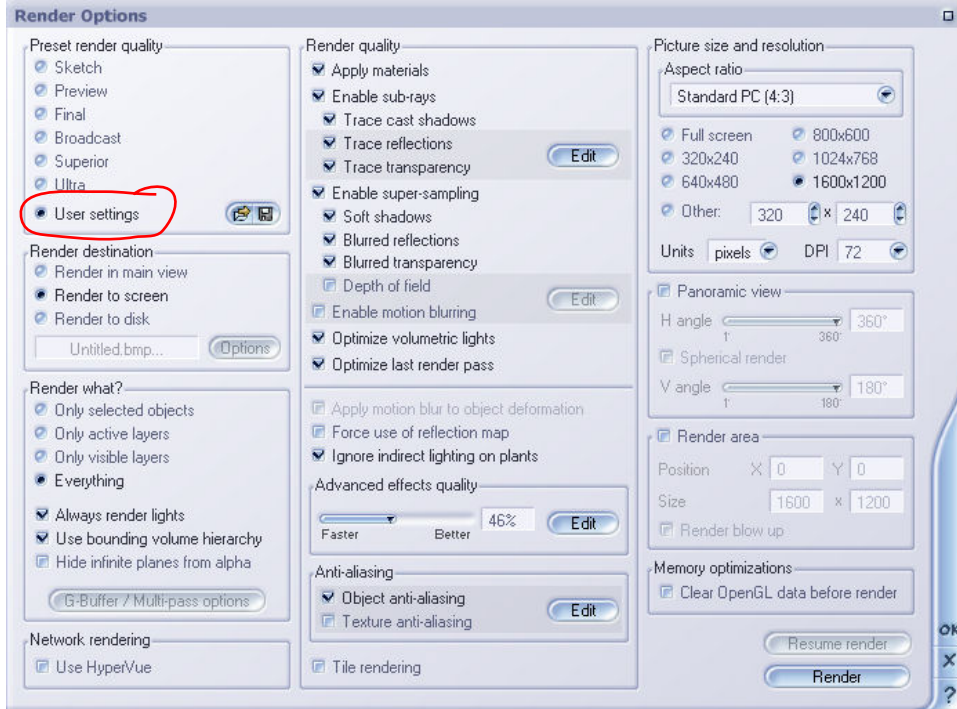 Render Options
Preset render quality
Sketch
Preview
Final
Broadcast
Superior
Ultra
User settings
Render destination
Render in main view
Render to screen
Render to disk
Untitled.bmp...
Options
Render what?
Only selected objects
Only active layers
Only visible layers
Everything
Always render lights
Use bounding volume hierarchy
Hide infinite planes from alpha
G-Buffer / Multi-pass options
Network rendering
Use HyperVue
Render quality
Apply materials
Enable sub-rays
Trace cast shadows
Trace reflections
Trace transparency
Edit
Enable super-sampling
Soft shadows
Blurred reflections
Blurred transparency
Depth of field
Edit
Enable motion blurring
Optimize volumetric lights
Optimize last render pass
Apply motion blur to object deformation
Force use of reflection map
Ignore indirect lighting on plants
Advanced effects quality
46% Edit
Faster Better
Anti-aliasing
Object anti-aliasing
Texture anti-aliasing
Edit
Tile rendering
Picture size and resolution
Aspect ratio
Standard PC (4:3)
Full screen 800x600
320x240 1024x768
640x480 1600x1200
Other: 320 x 240
Units pixels DPI 72
Panoramic view
H angle 360°
1° 360°
Spherical render
V angle 180°
1° 180°
Render area
Position X 0 Y 0
Size 1600 x 1200
Render blow up
Memory optimizations
Clear OpenGL data before render
Resume render
Render
OK
X
?